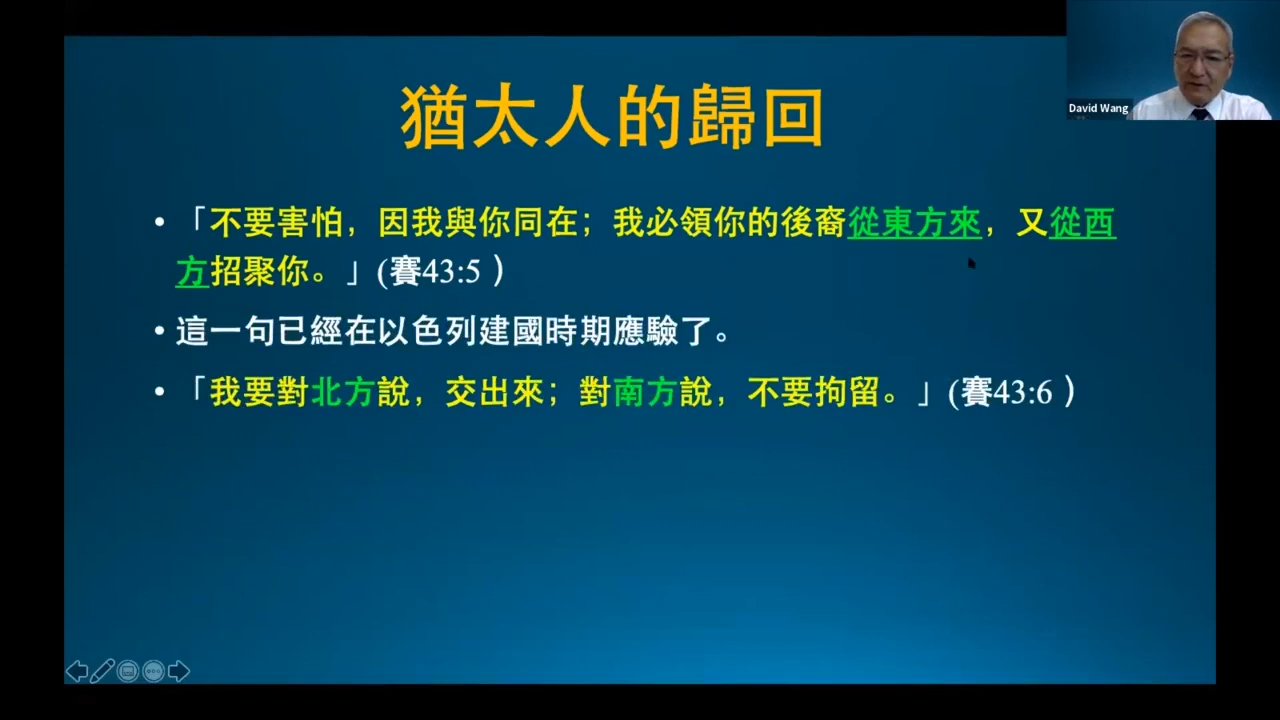 猶太人的歸回
David Wang
• 「不要害怕，因我與你同在；我必領你的後裔從東方來，又從西
方招聚你。」(賽43:5 )
• 這一句已經在以色列建國時期應驗了。
• 「我要對北方說，交出來；對南方說，不要拘留。」(賽43:6 )